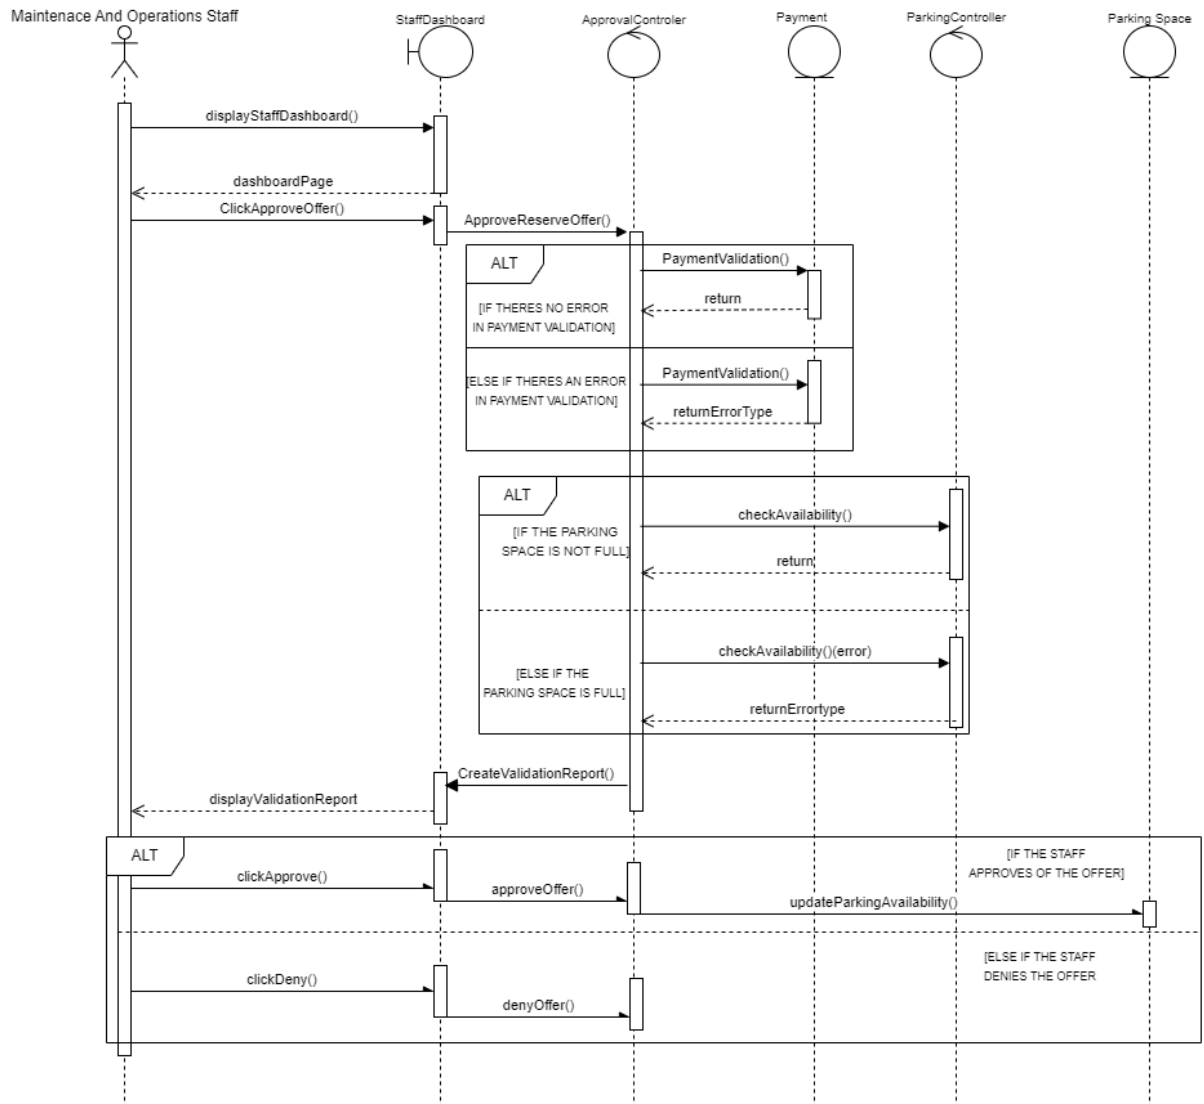 Maintenace And Operations Staff
StaffDashboard
ApprovalControler
Payment
ParkingController
Parking Space
displayStaffDashboard()
dashboardPage
ClickApproveOffer()
ApproveReserveOffer()
ALT
PaymentValidation()
return
[IF THERES NO ERROR
IN PAYMENT VALIDATION]
PaymentValidation()
[ELSE IF THERES AN ERROR
IN PAYMENT VALIDATION]
returnErrorType
ALT
checkAvailability()
[IF THE PARKING
SPACE IS NOT FULL]
return
checkAvailability()(error)
[ELSE IF THE
PARKING SPACE IS FULL]
returnErrortype
CreateValidationReport()
displayValidationReport
ALT
[IF THE STAFF
APPROVES OF THE OFFER]
clickApprove()
approveOffer()
updateParkingAvailability()
[ELSE IF THE STAFF
DENIES THE OFFER
clickDeny()
denyOffer()